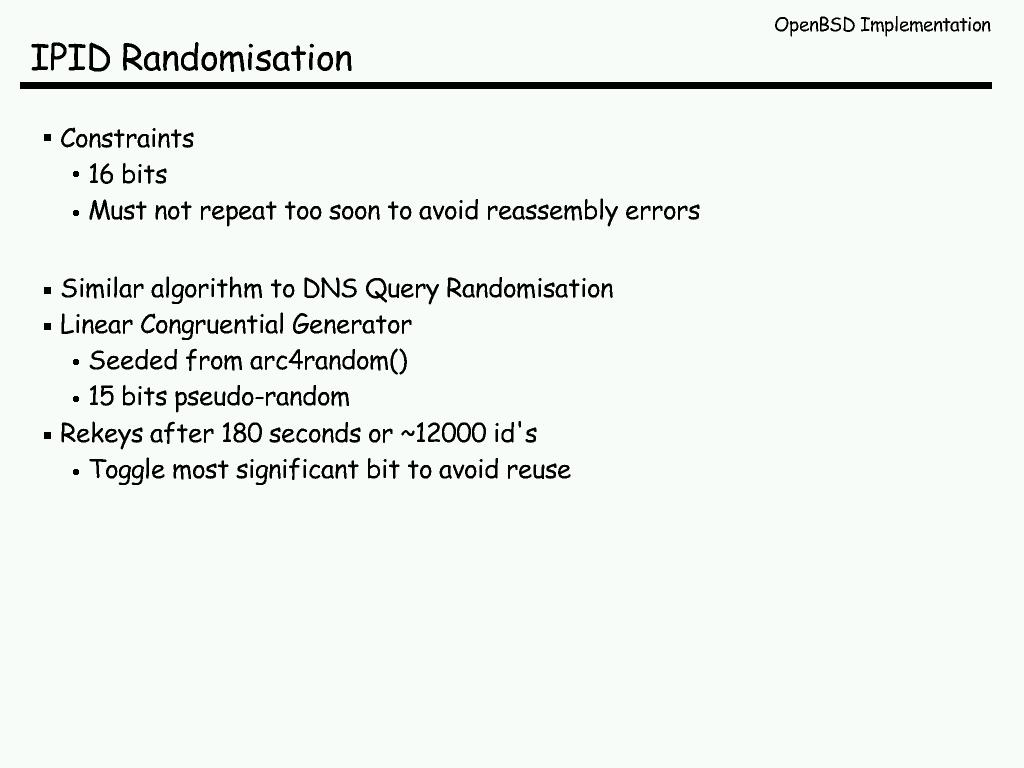 OpenBSD Implementation
IPID Randomisation
▪ Constraints
• 16 bits
• Must not repeat too soon to avoid reassembly errors
▪ Similar algorithm to DNS Query Randomisation
▪ Linear Congruential Generator
• Seeded from arc4random()
• 15 bits pseudo-random
▪ Rekeys after 180 seconds or ~12000 id's
• Toggle most significant bit to avoid reuse